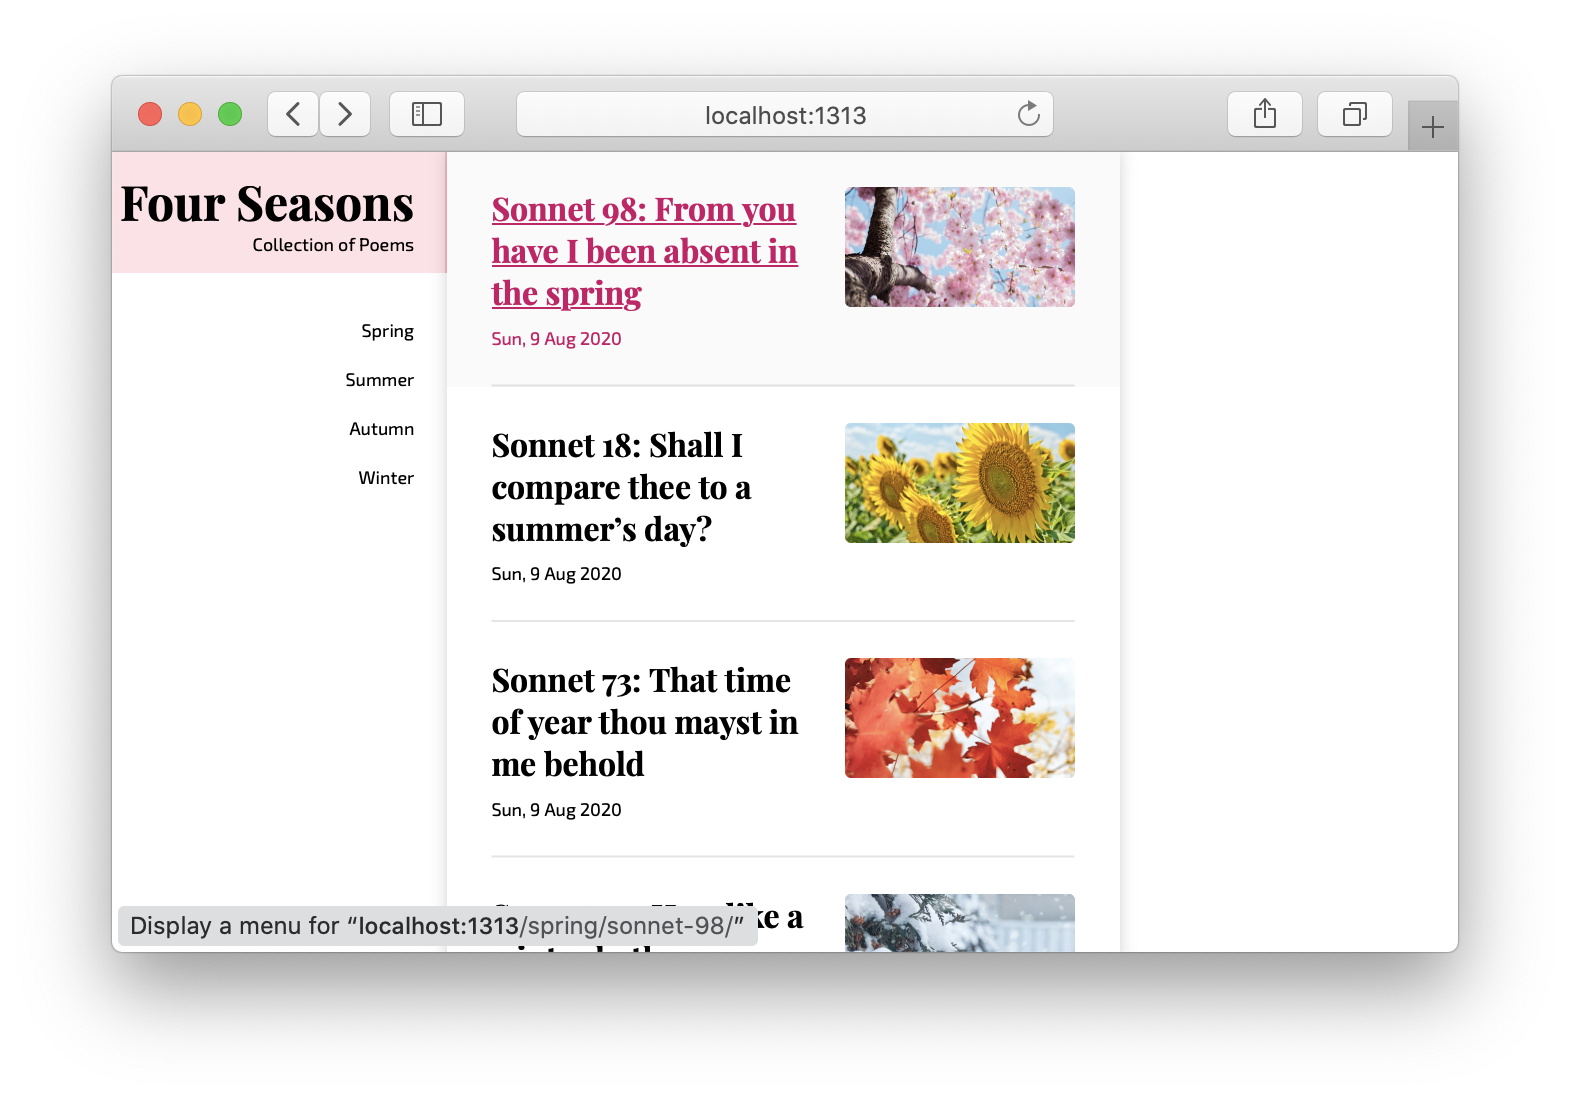 localhost:1313
Four Seasons
Collection of Poems
Spring
Summer
Autumn
Winter
Sonnet 98: From you
have I been absent in
the spring
Sun, 9 Aug 2020
Sonnet 18: Shall I
compare thee to a
summer’s day?
Sun, 9 Aug 2020
Sonnet 73: That time
of year thou mayst in
me behold
Sun, 9 Aug 2020
a
Display a menu for “localhost:1313/spring/sonnet-98/”